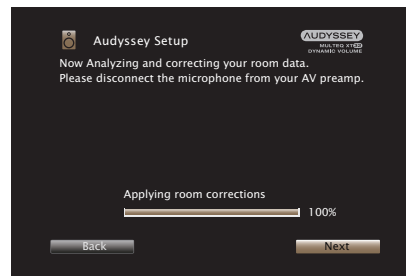 Audyssey Setup
AUDYSSEY
MULTEQ XT32
DYNAMIC VOLUME
Now Analyzing and correcting your room data.
Please disconnect the microphone from your AV preamp.
Applying room corrections
100%
Back
Next